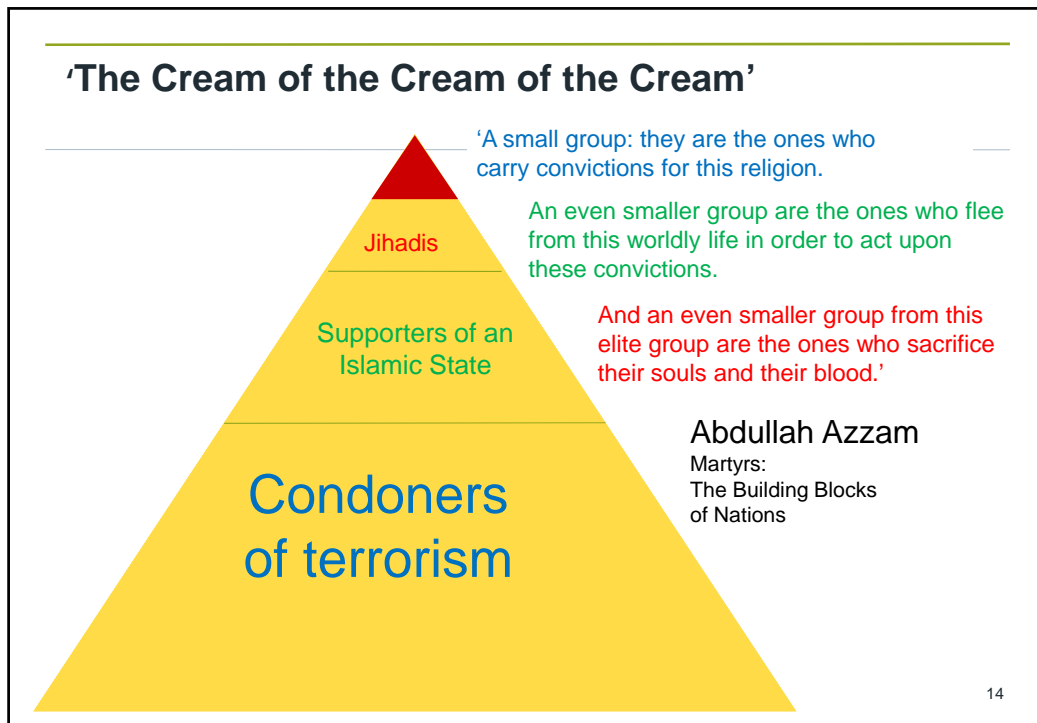 ‘The Cream of the Cream of the Cream’
‘A small group: they are the ones who
carry convictions for this religion.
An even smaller group are the ones who flee
from this worldly life in order to act upon
these convictions.
Jihadis
And an even smaller group from this
elite group are the ones who sacrifice
their souls and their blood.’
Supporters of an
Islamic State
Abdullah Azzam
Martyrs:
The Building Blocks
of Nations
Condoners
of terrorism
14